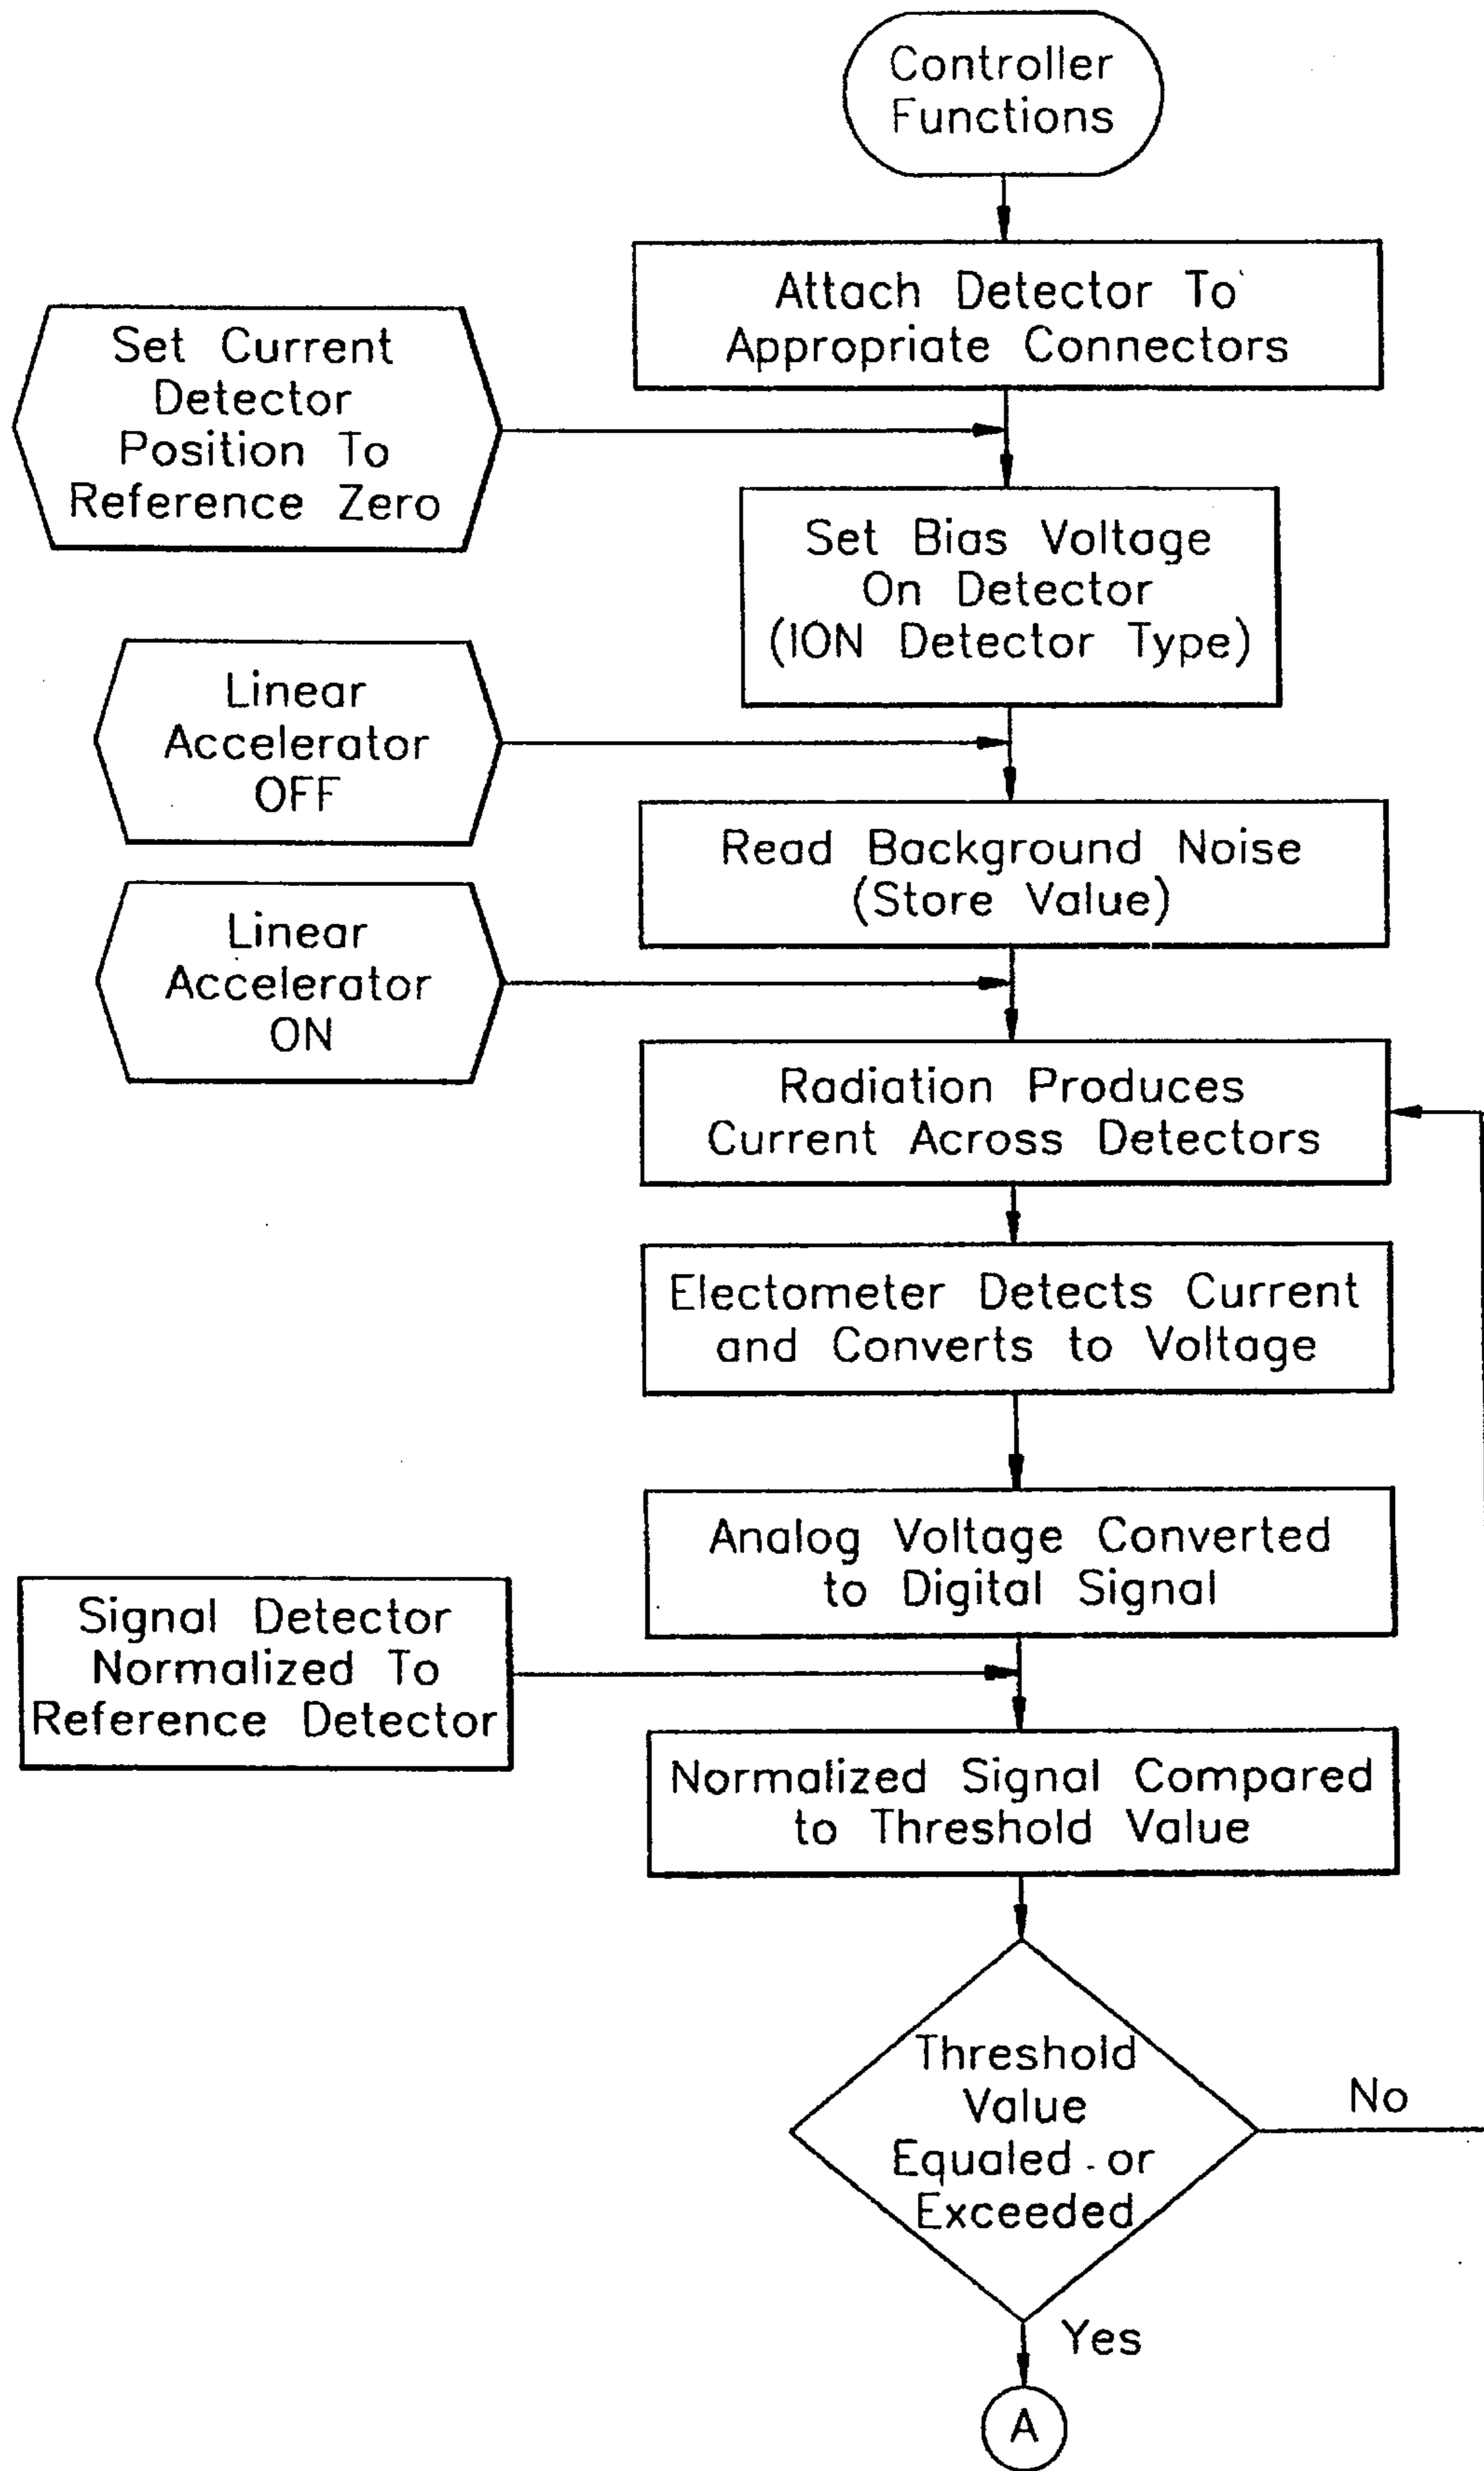 Controller
Functions
Attach Detector To
Appropriate Connectors
Set Current
Detector
Position To
Reference Zero
Set Bias Voltage
On Detector
(ION Detector Type)
Linear
Accelerator
OFF
Read Background Noise
(Store Value)
Linear
Accelerator
ON
Radiation Produces
Current Across Detectors
Electometer Detects Current
and Converts to Voltage
Analog Voltage Converted
to Digital Signal
Signal Detector
Normalized To
Reference Detector
Normalized Signal Compared
to Threshold Value
Threshold
Value
Equaled or
Exceeded
No
Yes
A